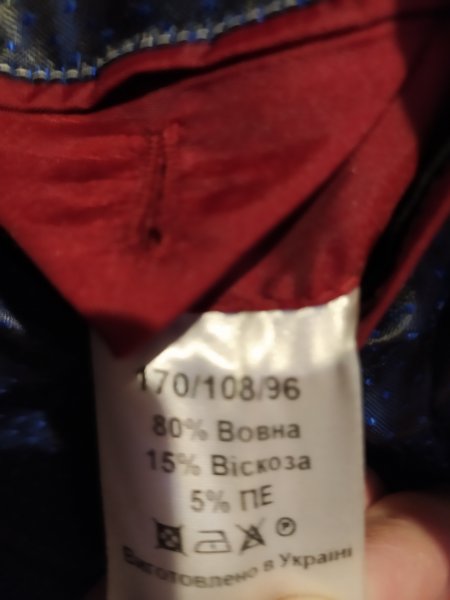 170/108/96
80% Вовна
15% Віскоза
5% ПЕ
Виготовлено в Україні